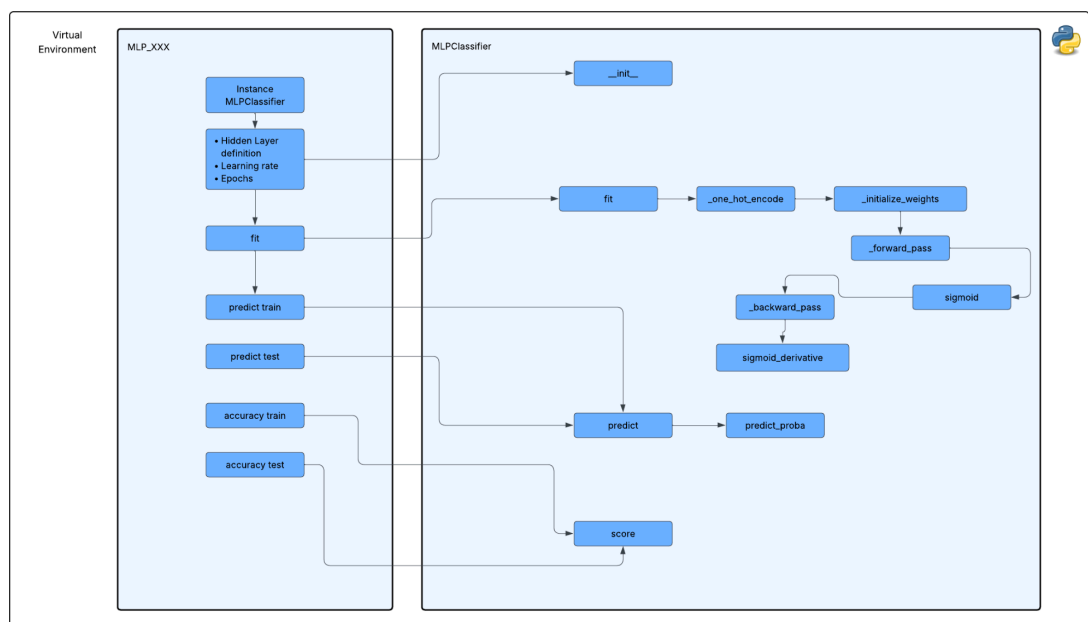 Virtual
Environment
MLP_XXX
MLPClassifier
Instance
MLPClassifier
__init__
• Hidden Layer
definition
• Learning rate
• Epochs
fit
_one_hot_encode
_initialize_weights
fit
_forward_pass
sigmoid
predict train
_backward_pass
predict test
sigmoid_derivative
accuracy train
predict
predict_proba
accuracy test
score